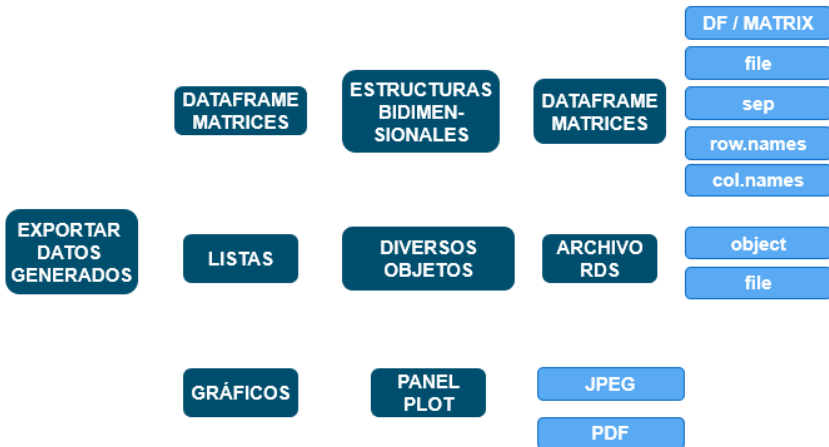 EXPORTAR
DATOS
GENERADOS
DATAFRAME
MATRICES
ESTRUCTURAS
BIDIMEN-
SIONALES
DATAFRAME
MATRICES
DF / MATRIX
file
sep
row.names
col.names
LISTAS
DIVERSOS
OBJETOS
ARCHIVO
RDS
object
file
GRÁFICOS
PANEL
PLOT
JPEG
PDF